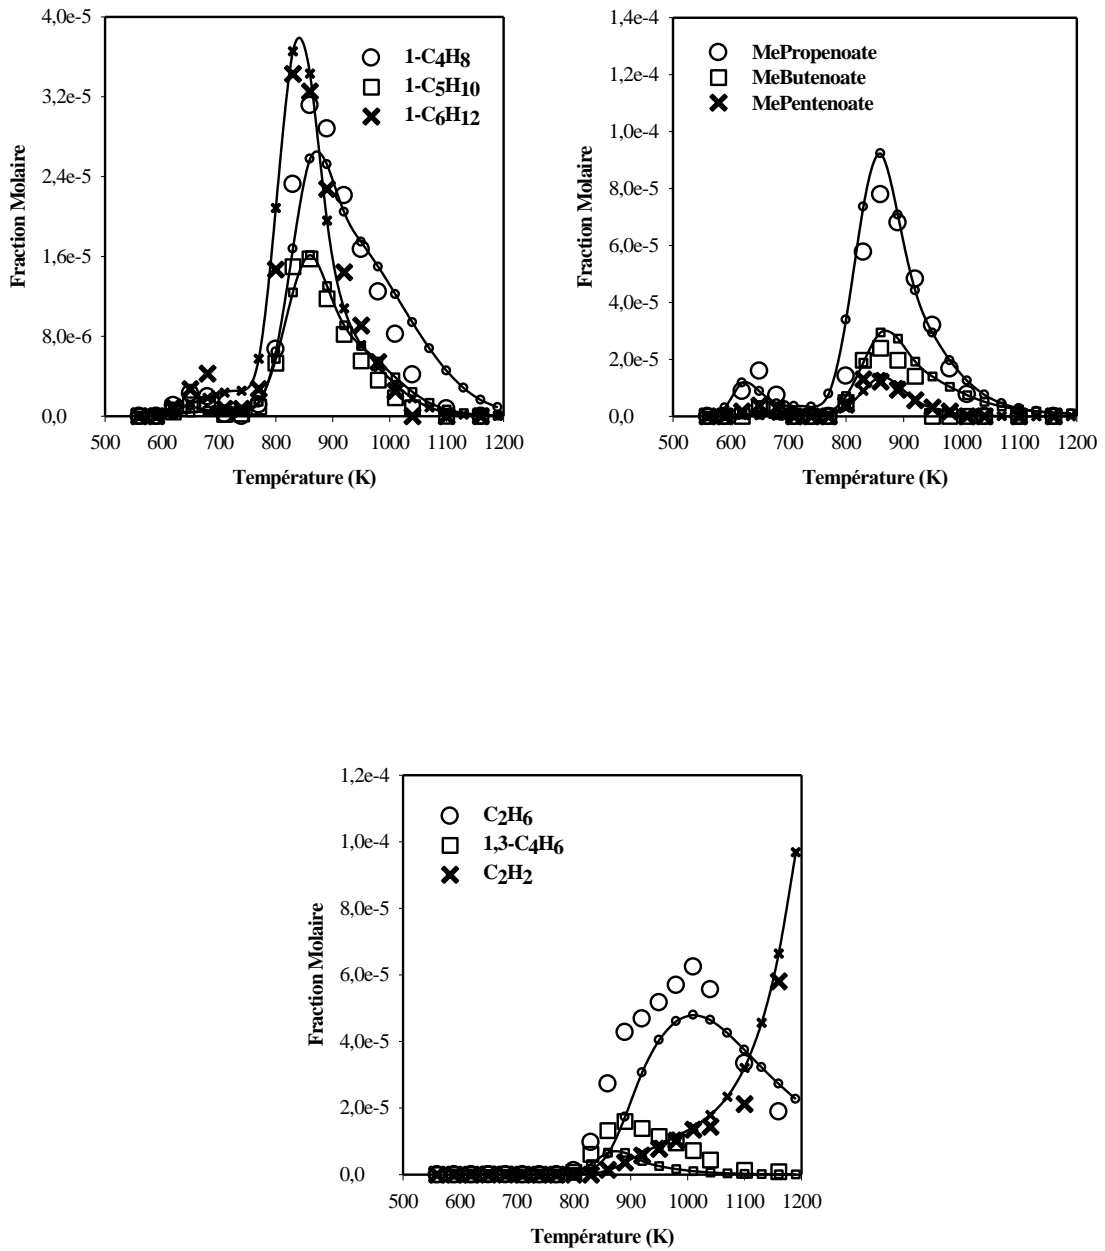 4,0e-5
3,2e-5
2,4e-5
1,6e-5
8,0e-6
0,0
Fraction Molaire
1-C4H8
1-C5H10
1-C6H12
500 600 700 800 900 1000 1100 1200
Température (K)
1,4e-4
1,2e-4
1,0e-4
8,0e-5
6,0e-5
4,0e-5
2,0e-5
0,0
Fraction Molaire
MePropenoate
MeButenoate
MePentenoate
500 600 700 800 900 1000 1100 1200
Température (K)
1,2e-4
1,0e-4
8,0e-5
6,0e-5
4,0e-5
2,0e-5
0,0
Fraction Molaire
C2H6
1,3-C4H6
C2H2
500 600 700 800 900 1000 1100 1200
Température (K)